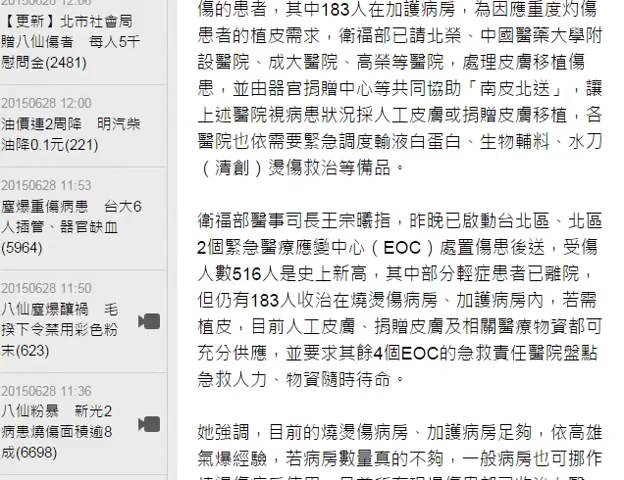 20150628 12:06
【更新】北市社會局
贈八仙傷者　每人5千
慰問金(2481)
20150628 12:00
油價連2周降　明汽柴
油降0.1元(221)
20150628 11:53
塵爆重傷病患　台大6
人插管、器官缺血
(5964)
20150628 11:50
八仙塵爆釀禍　毛
揆下令禁用彩色粉
末(623)
20150628 11:36
八仙粉暴　新光2
病患燒傷面積逾8
成(6698)
傷的患者，其中183人在加護病房，為因應重度灼傷
患者的植皮需求，衛福部已請北榮、中國醫藥大學附
設醫院、成大醫院、高榮等醫院，處理皮膚移植傷
患，並由器官捐贈中心等共同協助「南皮北送」，讓
上述醫院視病患狀況採人工皮膚或捐贈皮膚移植，各
醫院也依需要緊急調度輸液白蛋白、生物輔料、水刀
（清創）燙傷救治等備品。
衛福部醫事司長王宗曦指，昨晚已啟動台北區、北區
2個緊急醫療應變中心（EOC）處置傷患後送，受傷
人數516人是史上新高，其中部分輕症患者已離院，
但仍有183人收治在燒燙傷病房、加護病房內，若需
植皮，目前人工皮膚、捐贈皮膚及相關醫療物資都可
充分供應，並要求其餘4個EOC的急救責任醫院盤點
急救人力、物資隨時待命。
她強調，目前的燒燙傷病房、加護病房足夠，依高雄
氣爆經驗，若病房數量真的不夠，一般病房也可挪作